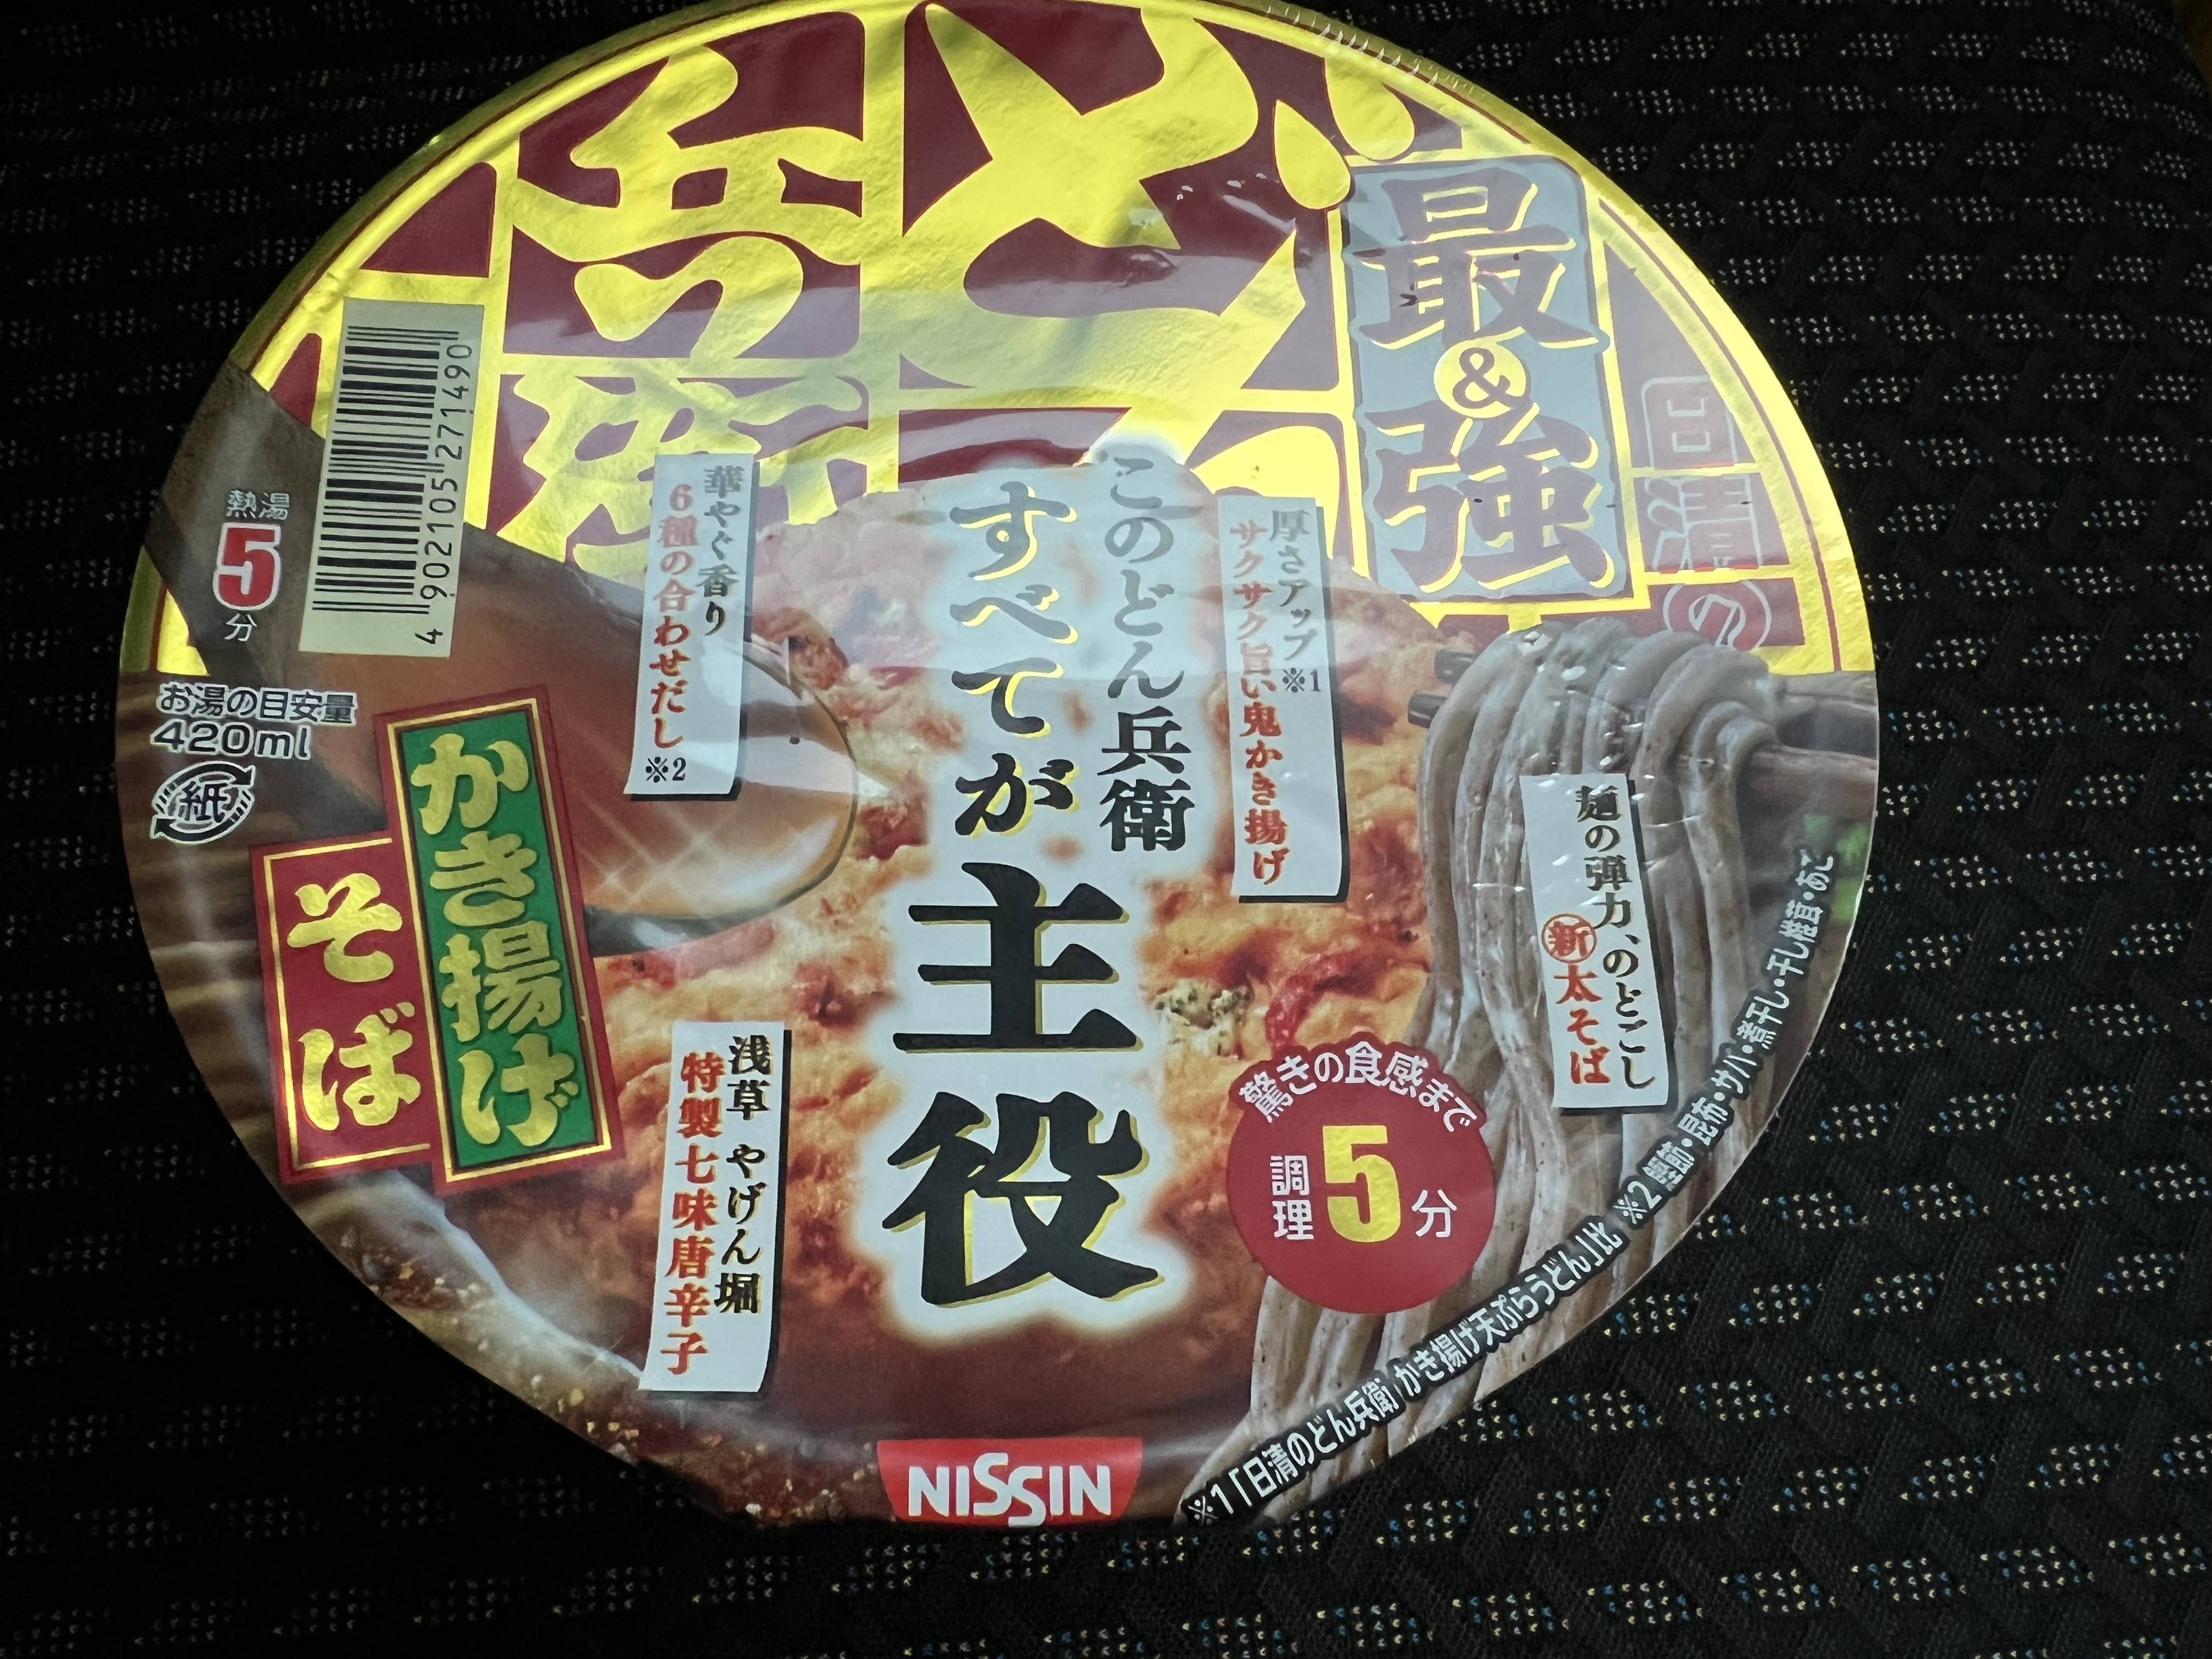 日清の
最&強
どん
兵衛
このどん兵衛
すべてが
主役
厚さアップ※1
サクサク旨い鬼かき揚げ
華やぐ香り
6種の合わせだし※2
麺の弾力、のどごし
新太そば
浅草 やげん堀
特製七味唐辛子
驚きの食感まで
調理5分
かき揚げ
そば
熱湯
5
分
お湯の目安量
420ml
紙
4 902105 271490
NISSIN
※1「日清のどん兵衛 かき揚げ天ぷらうどん」比 ※2 鰹節・昆布・サバ・煮干し・干し椎茸・あご